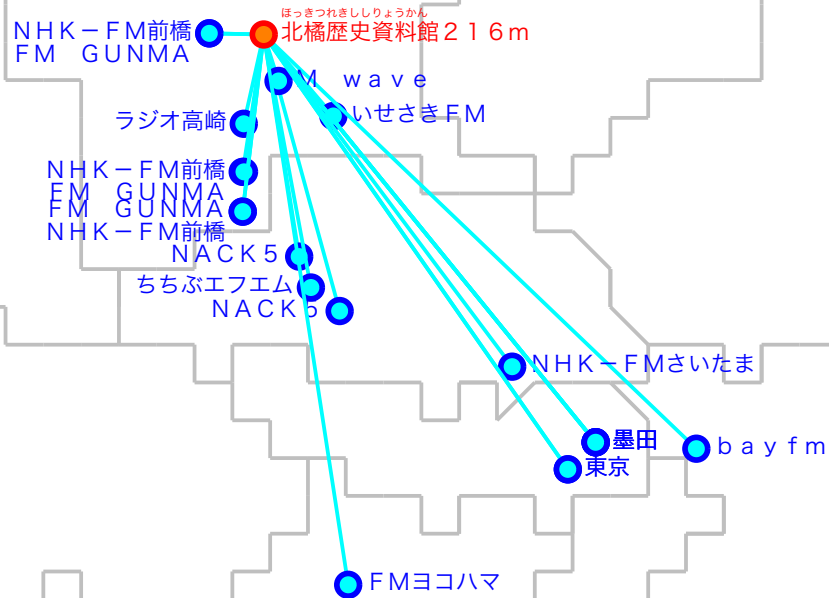 ほっきつれきししりょうかん
北橘歴史資料館２１６ｍ
ＮＨＫ－ＦＭ前橋
ＦＭ　ＧＵＮＭＡ
Ｍ　ｗａｖｅ
いせさきＦＭ
ラジオ高崎
ＮＨＫ－ＦＭ前橋
ＦＭ　ＧＵＮＭＡ
ＦＭ　ＧＵＮＭＡ
ＮＨＫ－ＦＭ前橋
ＮＡＣＫ５
ちちぶエフエム
ＮＡＣＫ５
ＮＨＫ－ＦＭさいたま
墨田
ｂａｙｆｍ
東京
ＦＭヨコハマ